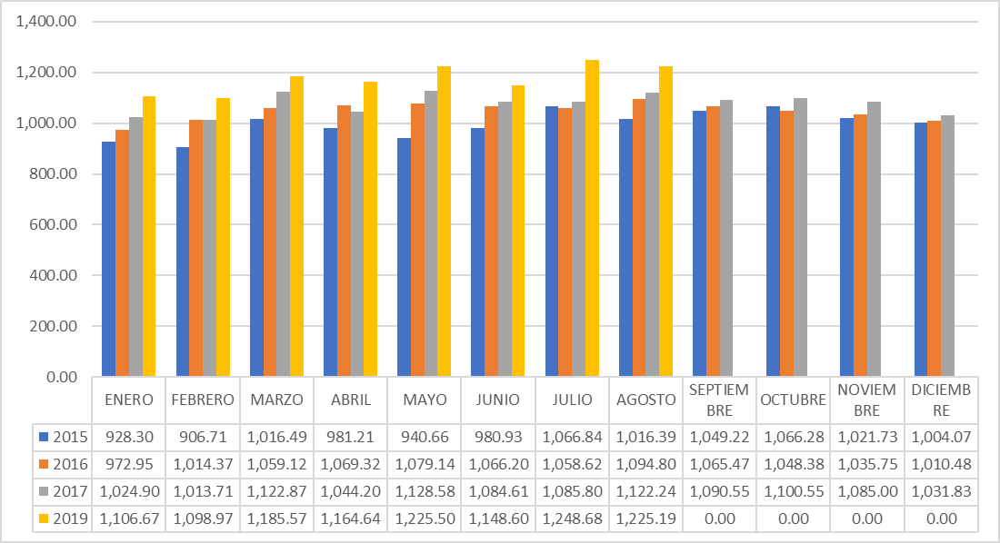 1,400.00
1,200.00
1,000.00
800.00
600.00
400.00
200.00
0.00
ENERO FEBRERO MARZO ABRIL MAYO JUNIO JULIO AGOSTO SEPTIEM OCTUBRE NOVIEM DICIEMB
BRE BRE RE
2015 928.30 906.71 1,016.49 981.21 940.66 980.93 1,066.84 1,016.39 1,049.22 1,066.28 1,021.73 1,004.07
2016 972.95 1,014.37 1,059.12 1,069.32 1,079.14 1,066.20 1,058.62 1,094.80 1,065.47 1,048.38 1,035.75 1,010.48
2017 1,024.90 1,013.71 1,122.87 1,044.20 1,128.58 1,084.61 1,085.80 1,122.24 1,090.55 1,100.55 1,085.00 1,031.83
2019 1,106.67 1,098.97 1,185.57 1,164.64 1,225.50 1,148.60 1,248.68 1,225.19 0.00 0.00 0.00 0.00